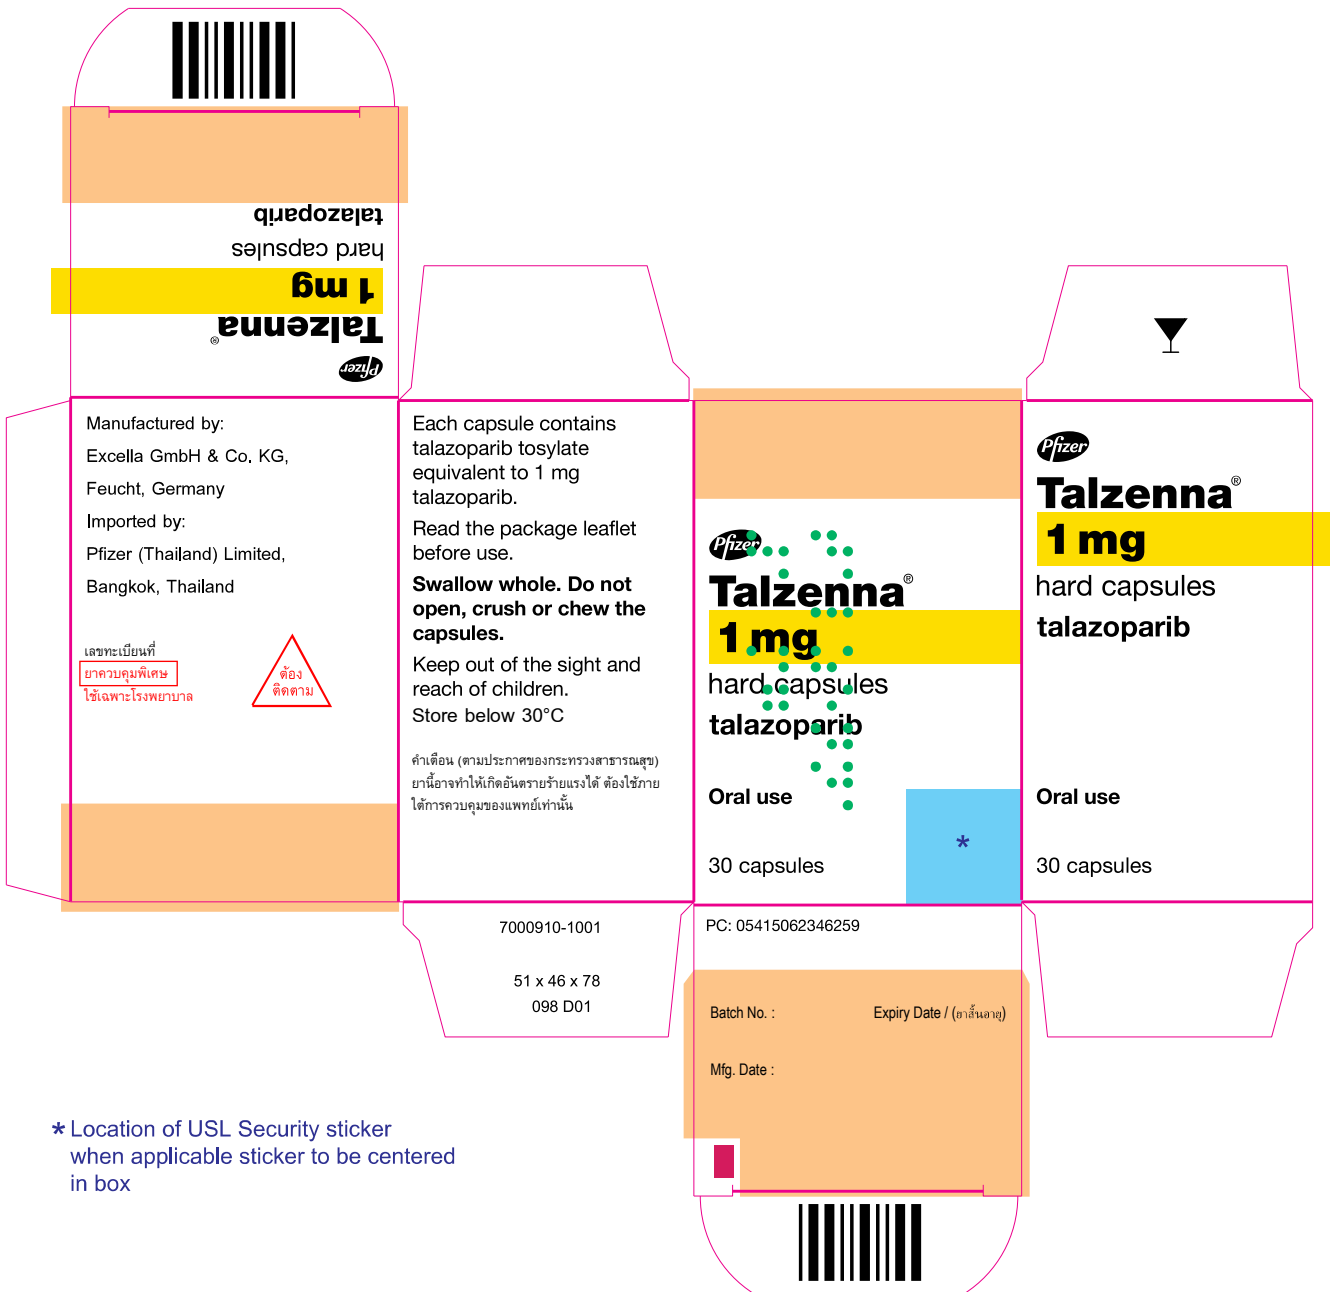 talazoparib
hard capsules
1 mg
Talzenna®
Pfizer
Manufactured by:
Excella GmbH & Co. KG,
Feucht, Germany
Imported by:
Pfizer (Thailand) Limited,
Bangkok, Thailand
เลขทะเบียนที่
ยาควบคุมพิเศษ
ใช้เฉพาะโรงพยาบาล
ต้อง
ติดตาม
Each capsule contains
talazoparib tosylate
equivalent to 1 mg
talazoparib.
Read the package leaflet
before use.
Swallow whole. Do not
open, crush or chew the
capsules.
Keep out of the sight and
reach of children.
Store below 30°C
คำเตือน (ตามประกาศของกระทรวงสาธารณสุข)
ยานี้อาจทำให้เกิดอันตรายร้ายแรงได้ ต้องใช้ภาย
ใต้การควบคุมของแพทย์เท่านั้น
7000910-1001
51 x 46 x 78
098 D01
Pfizer
Talzenna®
1 mg
hard capsules
talazoparib
Oral use
*
30 capsules
PC: 05415062346259
Batch No. :
Expiry Date / (ยาสิ้นอายุ)
Mfg. Date :
Pfizer
Talzenna®
1 mg
hard capsules
talazoparib
Oral use
30 capsules
* Location of USL Security sticker
when applicable sticker to be centered
in box